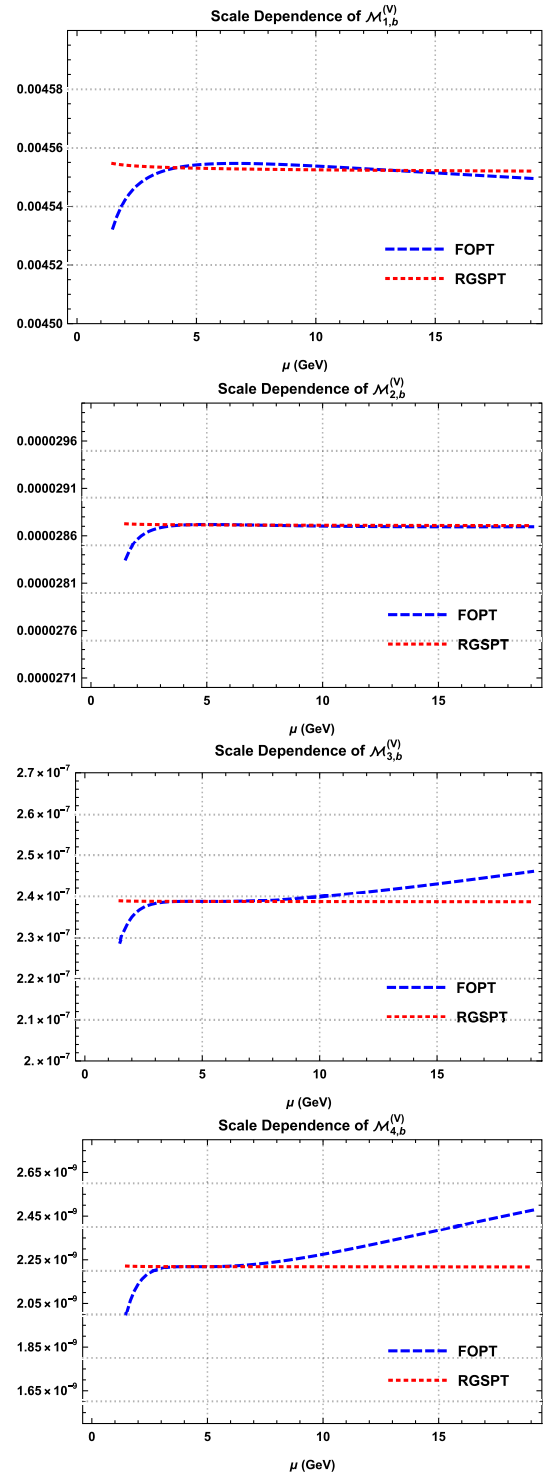 Scale Dependence of ℳ₁,b^(V)
0.00458
0.00456
0.00454
0.00452
0.00450
FOPT
RGSPT
0 5 10 15
μ (GeV)
Scale Dependence of ℳ₂,b^(V)
0.0000296
0.0000291
0.0000286
0.0000281
0.0000276
0.0000271
FOPT
RGSPT
0 5 10 15
μ (GeV)
Scale Dependence of ℳ₃,b^(V)
2.7×10⁻⁷
2.6×10⁻⁷
2.5×10⁻⁷
2.4×10⁻⁷
2.3×10⁻⁷
2.2×10⁻⁷
2.1×10⁻⁷
2.×10⁻⁷
FOPT
RGSPT
0 5 10 15
μ (GeV)
Scale Dependence of ℳ₄,b^(V)
2.65×10⁻⁹
2.45×10⁻⁹
2.25×10⁻⁹
2.05×10⁻⁹
1.85×10⁻⁹
1.65×10⁻⁹
FOPT
RGSPT
0 5 10 15
μ (GeV)